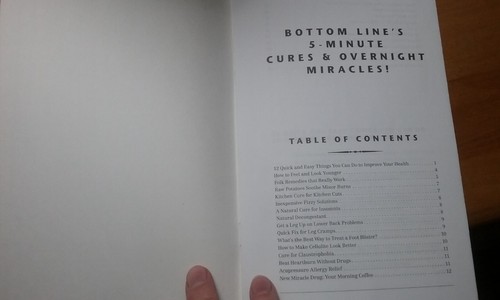 BOTTOM LINE'S
5-MINUTE
CURES & OVERNIGHT
MIRACLES!
TABLE OF CONTENTS
12 Quick and Easy Things You Can Do to Improve Your Health
How to Feel and Look Younger
Folk Remedies that Really Work
Raw Potatoes Soothe Minor Burns
Kitchen Cure for Kitchen Cuts
Inexpensive Fizzy Solutions
A Natural Cure for Insomnia
Natural Detoxingestant
Get a Leg Up on Lower Back Problems
Quick Fix for Leg Cramps
What's the Best Way to Treat a Foot Blister?
How to Make Cellulite Look Better
Cure for Claustrophobia
Beat Heartburn Without Drugs
Acupressure Allergy Relief
New Miracle Drug: Your Morning Coffee 12